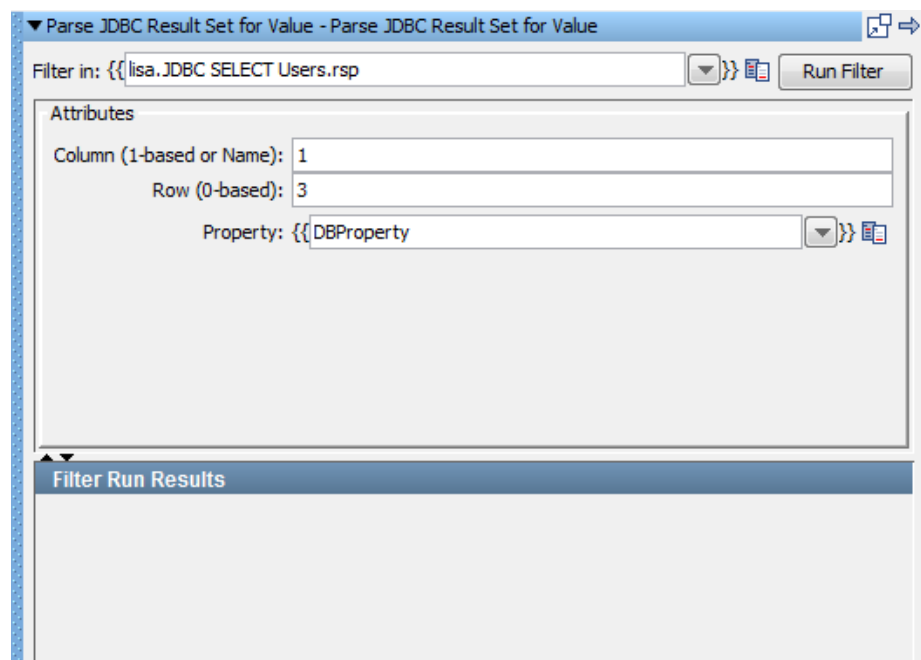 Parse JDBC Result Set for Value - Parse JDBC Result Set for Value
Filter in: {{lisa.JDBC SELECT Users.rsp}} Run Filter
Attributes
Column (1-based or Name): 1
Row (0-based): 3
Property: {{DBProperty}}
Filter Run Results